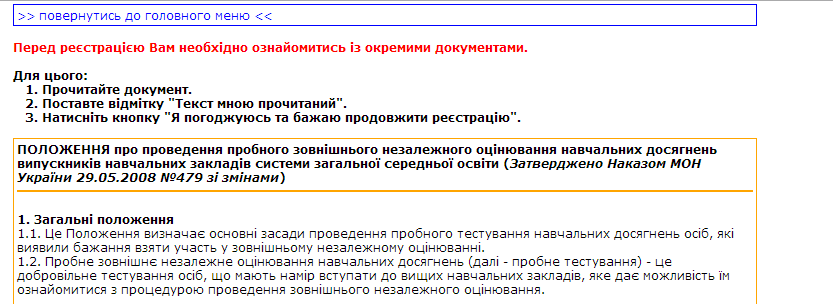 >> повернутись до головного меню <<
Перед реєстрацією Вам необхідно ознайомитись із окремими документами.
Для цього:
1. Прочитайте документ.
2. Поставте відмітку "Текст мною прочитаний".
3. Натисніть кнопку "Я погоджуюсь та бажаю продовжити реєстрацію".
ПОЛОЖЕННЯ про проведення пробного зовнішнього незалежного оцінювання навчальних досягнень
випускників навчальних закладів системи загальної середньої освіти (Затверджено Наказом МОН
України 29.05.2008 №479 зі змінами)
1. Загальні положення
1.1. Це Положення визначає основні засади проведення пробного тестування навчальних досягнень осіб, які
виявили бажання взяти участь у зовнішньому незалежному оцінюванні.
1.2. Пробне зовнішнє незалежне оцінювання навчальних досягнень (далі - пробне тестування) - це
добровільне тестування осіб, що мають намір вступати до вищих навчальних закладів, яке дає можливість їм
ознайомитися з процедурою проведення зовнішнього незалежного оцінювання.